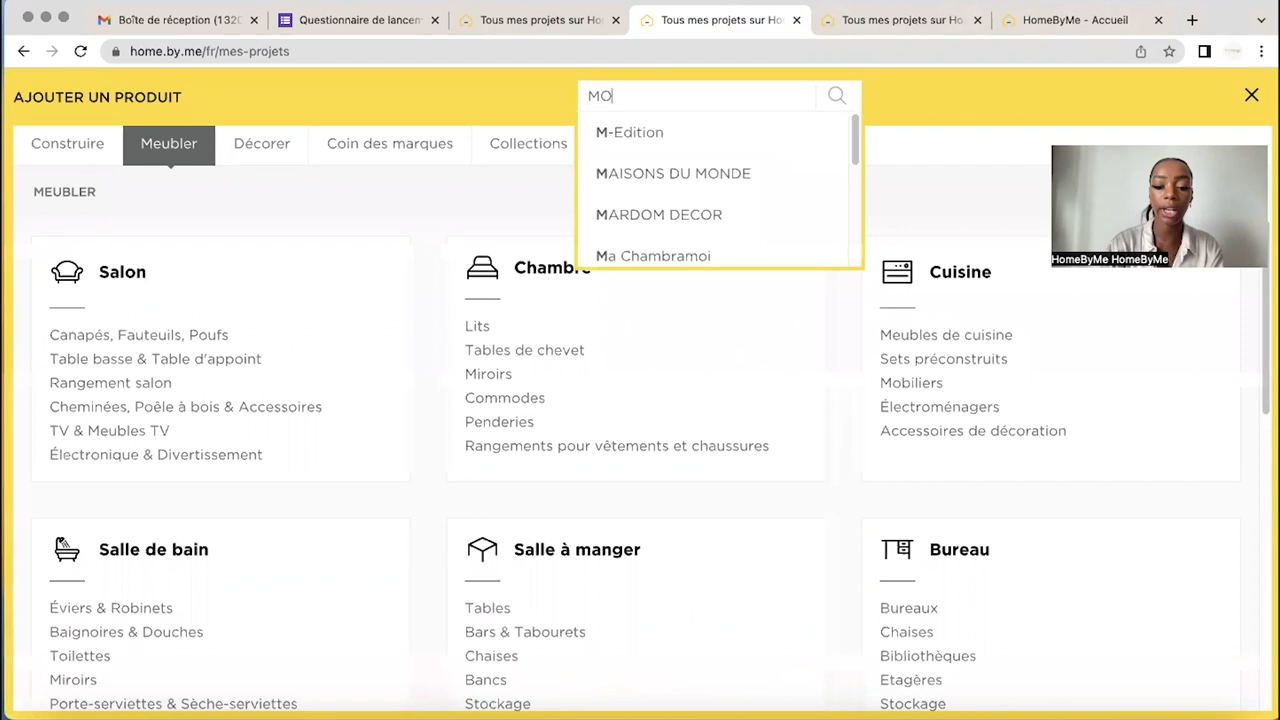 Boîte de réception (1320
Questionnaire de lancem
Tous mes projets sur Ho
Tous mes projets sur Ho
Tous mes projets sur Ho
HomeByMe - Accueil
home.by.me/fr/mes-projets
AJOUTER UN PRODUIT
MO
Construire
Meubler
Décorer
Coin des marques
Collections
M-Edition
MAISONS DU MONDE
MARDOM DECOR
Ma Chambramoi
MEUBLER
HomeByMe HomeByMe
Salon
Canapés, Fauteuils, Poufs
Table basse & Table d'appoint
Rangement salon
Cheminées, Poêle à bois & Accessoires
TV & Meubles TV
Électronique & Divertissement
Chambre
Lits
Tables de chevet
Miroirs
Commodes
Penderies
Rangements pour vêtements et chaussures
Cuisine
Meubles de cuisine
Sets préconstruits
Mobiliers
Électroménagers
Accessoires de décoration
Salle de bain
Éviers & Robinets
Baignoires & Douches
Toilettes
Miroirs
Porte-serviettes & Sèche-serviettes
Salle à manger
Tables
Bars & Tabourets
Chaises
Bancs
Stockage
Bureau
Bureaux
Chaises
Bibliothèques
Etagères
Stockage